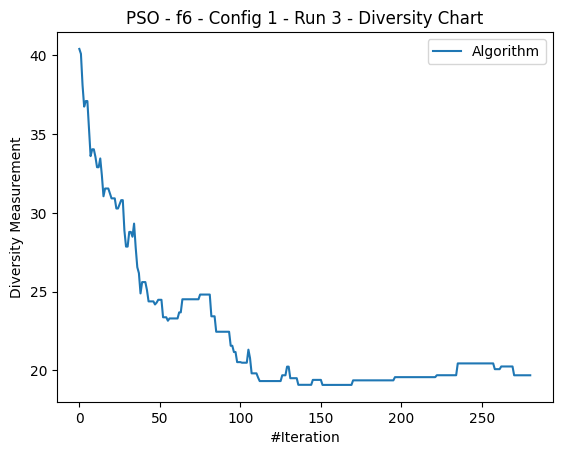 PSO - f6 - Config 1 - Run 3 - Diversity Chart
Algorithm
Diversity Measurement
40
35
30
25
20
0 50 100 150 200 250
#Iteration